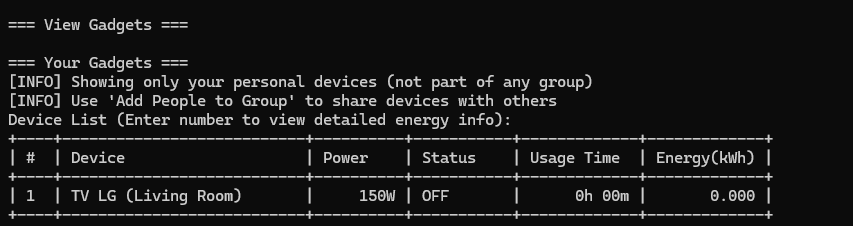 === View Gadgets ===
=== Your Gadgets ===
[INFO] Showing only your personal devices (not part of any group)
[INFO] Use 'Add People to Group' to share devices with others
Device List (Enter number to view detailed energy info):
+----+---------------------------+----------+-----------+-------------+-------------+
| #  | Device                    | Power    | Status    | Usage Time  | Energy(kWh) |
+----+---------------------------+----------+-----------+-------------+-------------+
| 1  | TV LG (Living Room)       |     150W | OFF       |      0h 00m |       0.000 |
+----+---------------------------+----------+-----------+-------------+-------------+